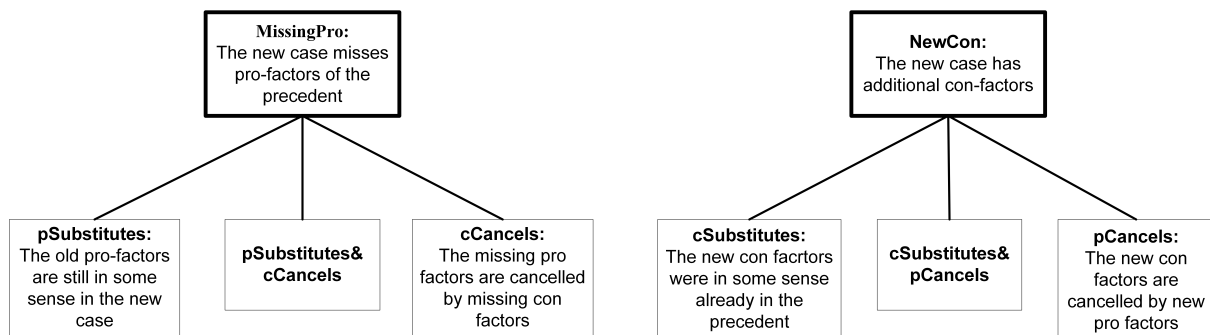 MissingPro:
The new case misses
pro-factors of the
precedent
NewCon:
The new case has
additional con-factors
pSubstitutes:
The old pro-factors
are still in some
sense in the new
case
pSubstitutes&
cCancels
cCancels:
The missing pro
factors are cancelled
by missing con
factors
cSubstitutes:
The new con facrtors
were in some sense
already in the
precedent
cSubstitutes&
pCancels
pCancels:
The new con
factors are
cancelled by new
pro factors